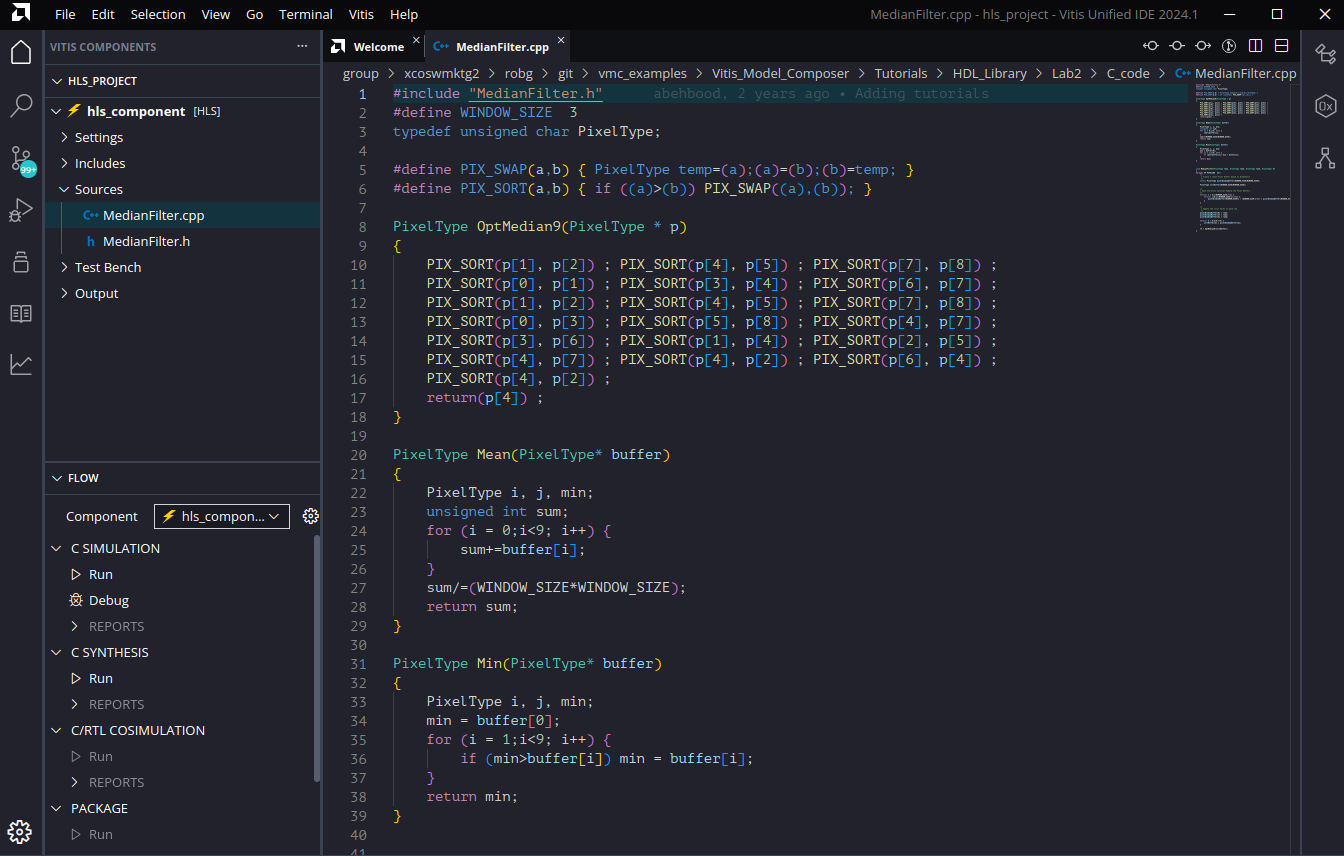 File Edit Selection View Go Terminal Vitis Help
MedianFilter.cpp - hls_project - Vitis Unified IDE 2024.1
VITIS COMPONENTS
HLS_PROJECT
hls_component [HLS]
Settings
Includes
Sources
MedianFilter.cpp
h MedianFilter.h
Test Bench
Output
99+
FLOW
Component hls_compon...
C SIMULATION
Run
Debug
REPORTS
C SYNTHESIS
Run
REPORTS
C/RTL COSIMULATION
Run
REPORTS
PACKAGE
Run
Welcome MedianFilter.cpp
group > xcoswmktg2 > robg > git > vmc_examples > Vitis_Model_Composer > Tutorials > HDL_Library > Lab2 > C_code > MedianFilter.cpp
1 #include "MedianFilter.h" abehbood, 2 years ago • Adding tutorials
2 #define WINDOW_SIZE  3
3 typedef unsigned char PixelType;
4
5 #define PIX_SWAP(a,b) { PixelType temp=(a);(a)=(b);(b)=temp; }
6 #define PIX_SORT(a,b) { if ((a)>(b)) PIX_SWAP((a),(b)); }
7
8 PixelType OptMedian9(PixelType * p)
9 {
10 PIX_SORT(p[1], p[2]) ; PIX_SORT(p[4], p[5]) ; PIX_SORT(p[7], p[8]) ;
11 PIX_SORT(p[0], p[1]) ; PIX_SORT(p[3], p[4]) ; PIX_SORT(p[6], p[7]) ;
12 PIX_SORT(p[1], p[2]) ; PIX_SORT(p[4], p[5]) ; PIX_SORT(p[7], p[8]) ;
13 PIX_SORT(p[0], p[3]) ; PIX_SORT(p[5], p[8]) ; PIX_SORT(p[4], p[7]) ;
14 PIX_SORT(p[3], p[6]) ; PIX_SORT(p[1], p[4]) ; PIX_SORT(p[2], p[5]) ;
15 PIX_SORT(p[4], p[7]) ; PIX_SORT(p[4], p[2]) ; PIX_SORT(p[6], p[4]) ;
16 PIX_SORT(p[4], p[2]) ;
17 return(p[4]) ;
18 }
19
20 PixelType Mean(PixelType* buffer)
21 {
22 PixelType i, j, min;
23 unsigned int sum;
24 for (i = 0;i<9; i++) {
25 sum+=buffer[i];
26 }
27 sum/=(WINDOW_SIZE*WINDOW_SIZE);
28 return sum;
29 }
30
31 PixelType Min(PixelType* buffer)
32 {
33 PixelType i, j, min;
34 min = buffer[0];
35 for (i = 1;i<9; i++) {
36 if (min>buffer[i]) min = buffer[i];
37 }
38 return min;
39 }
40
41
0x